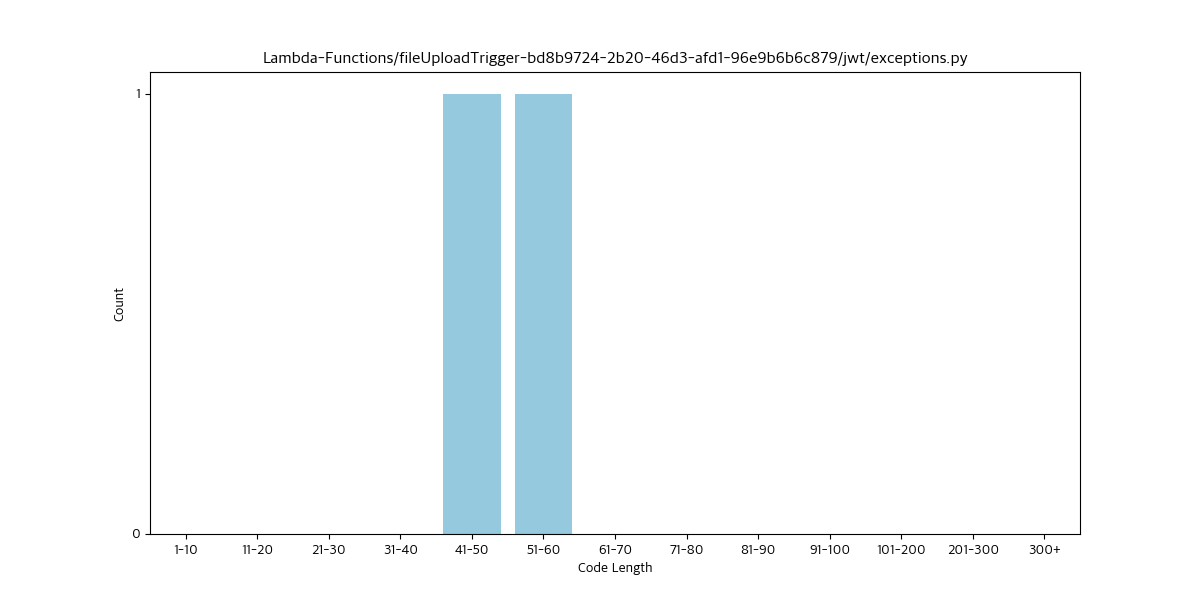 Lambda-Functions/fileUploadTrigger-bd8b9724-2b20-46d3-afd1-96e9b6b6c879/jwt/exceptions.py
1
Count
0
1-10 11-20 21-30 31-40 41-50 51-60 61-70 71-80 81-90 91-100 101-200 201-300 300+
Code Length